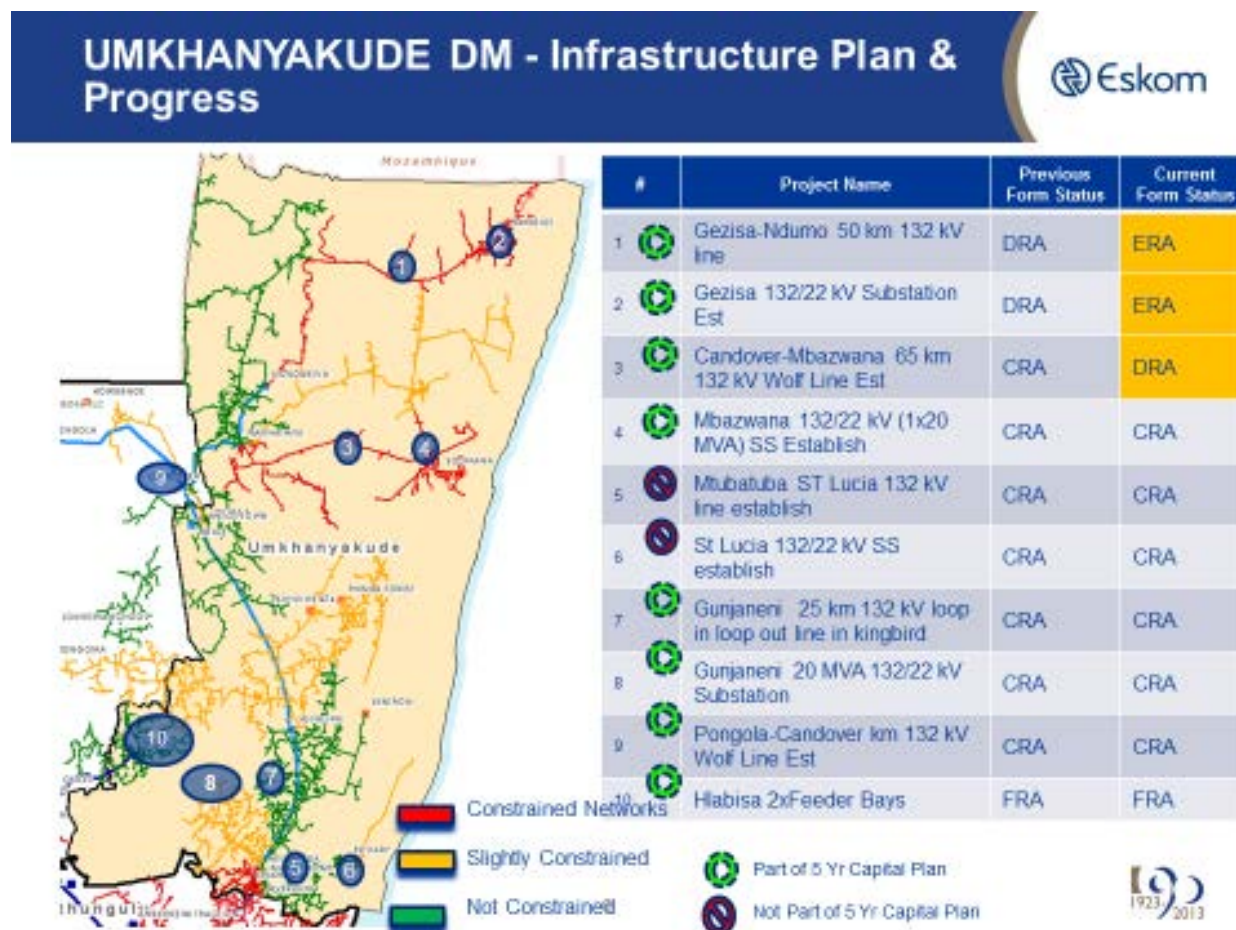 UMKHANYAKUDE DM - Infrastructure Plan &
Progress
Eskom
Mozambique
Umkhanyakude
1
2
3
4
9
10
8
7
5
6
Constrained Networks
Slightly Constrained
Not Constrained
# Project Name Previous Form Status Current Form Status
1 Gezisa-Ndumo 50 km 132 kV line DRA ERA
2 Gezisa 132/22 kV Substation Est DRA ERA
3 Candover-Mbazwana 65 km 132 kV Wolf Line Est CRA DRA
4 Mbazwana 132/22 kV (1x20 MVA) SS Establish CRA CRA
5 Mtubatuba ST Lucia 132 kV line establish CRA CRA
6 St Lucia 132/22 kV SS establish CRA CRA
7 Gunjaneni 25 km 132 kV loop in loop out line in kingbird CRA CRA
8 Gunjaneni 20 MVA 132/22 kV Substation CRA CRA
9 Pongola-Candover km 132 kV Wolf Line Est CRA CRA
10 Hlabisa 2xFeeder Bays FRA FRA
Part of 5 Yr Capital Plan
Not Part of 5 Yr Capital Plan
1923 2013